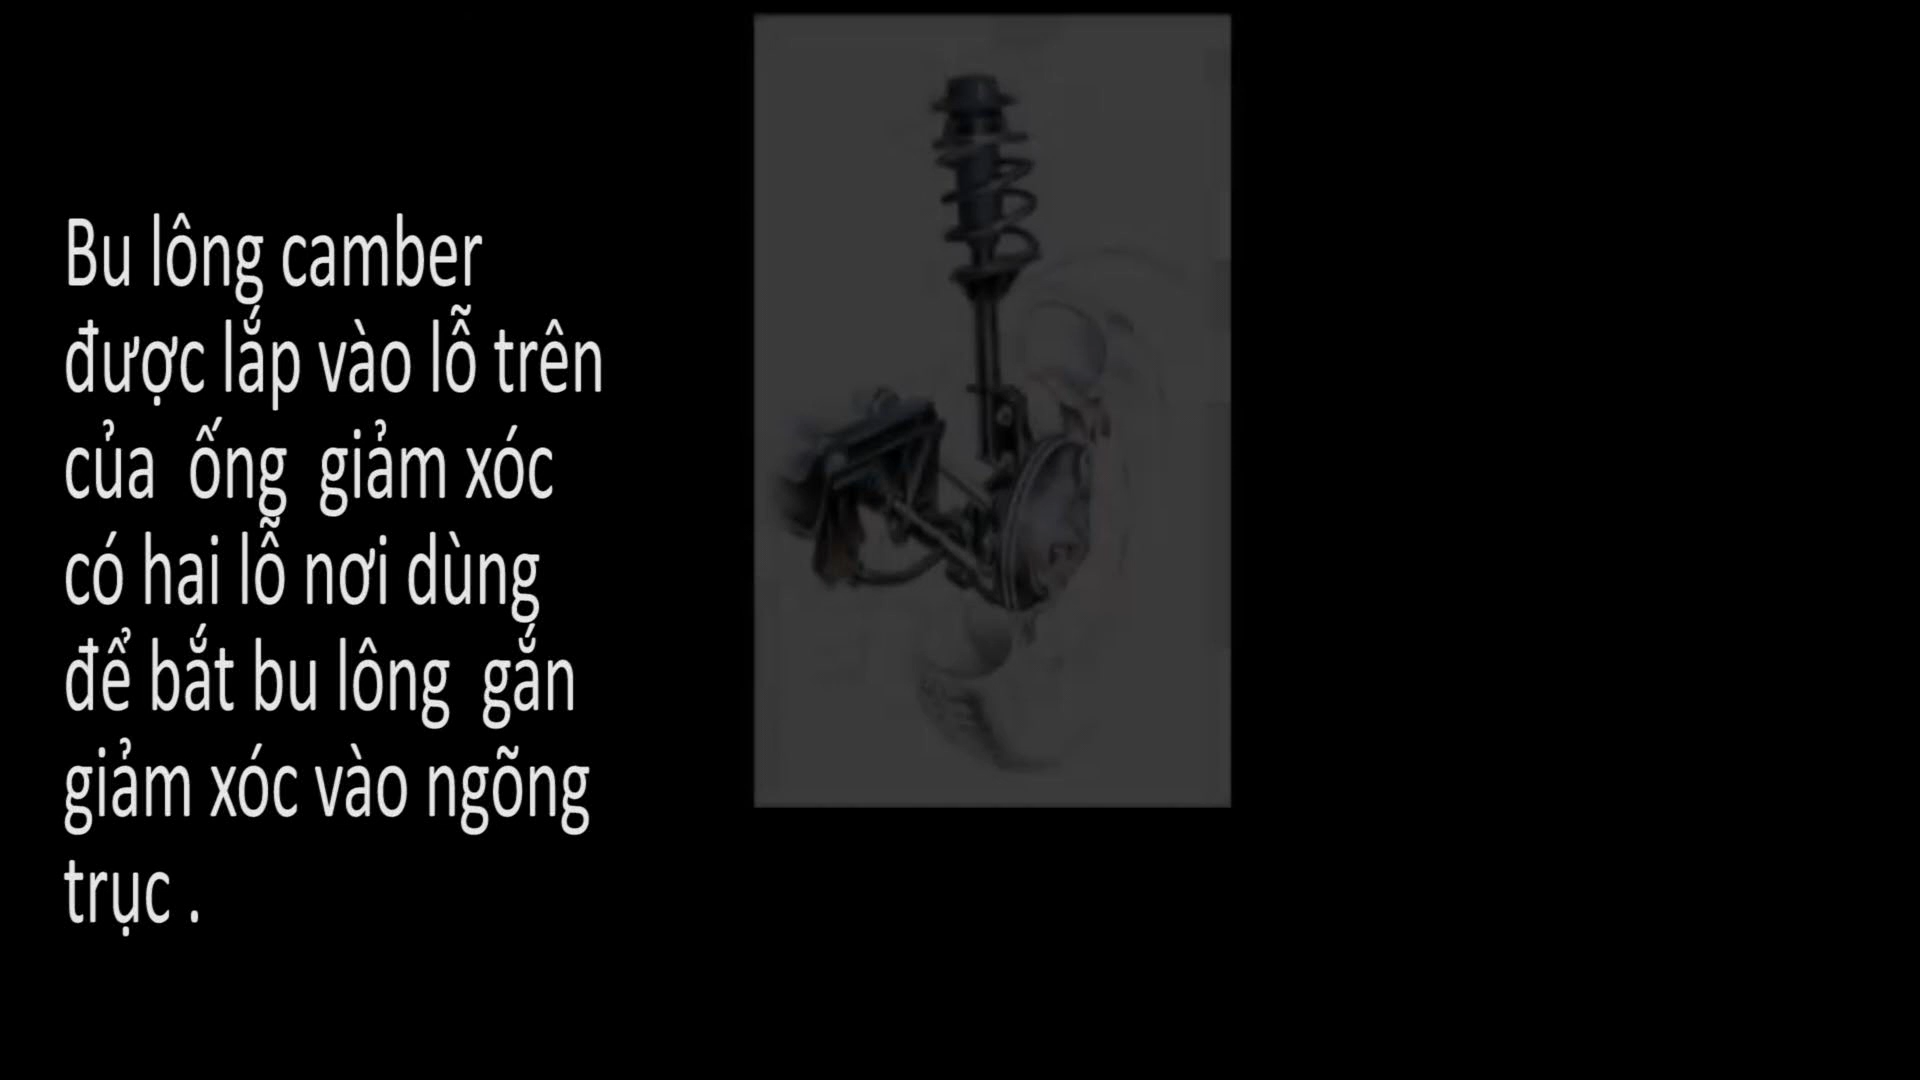 Bu lông camber
được lắp vào lỗ trên
của  ống  giảm xóc
có hai lỗ nơi dùng
để bắt bu lông  gắn
giảm xóc vào ngõng
trục .